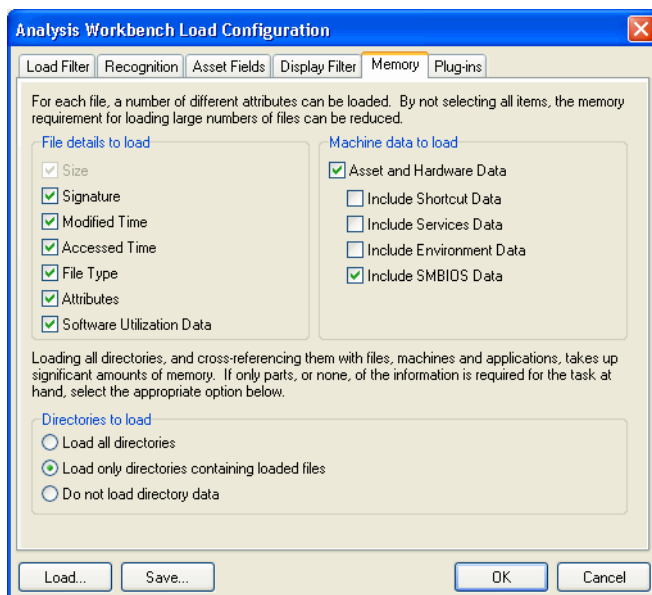 Analysis Workbench Load Configuration
Load Filter Recognition Asset Fields Display Filter Memory Plug-ins
For each file, a number of different attributes can be loaded. By not selecting all items, the memory
requirement for loading large numbers of files can be reduced.
File details to load
Size
Signature
Modified Time
Accessed Time
File Type
Attributes
Software Utilization Data
Machine data to load
Asset and Hardware Data
Include Shortcut Data
Include Services Data
Include Environment Data
Include SMBIOS Data
Loading all directories, and cross-referencing them with files, machines and applications, takes up
significant amounts of memory. If only parts, or none, of the information is required for the task at
hand, select the appropriate option below.
Directories to load
Load all directories
Load only directories containing loaded files
Do not load directory data
Load... Save... OK Cancel